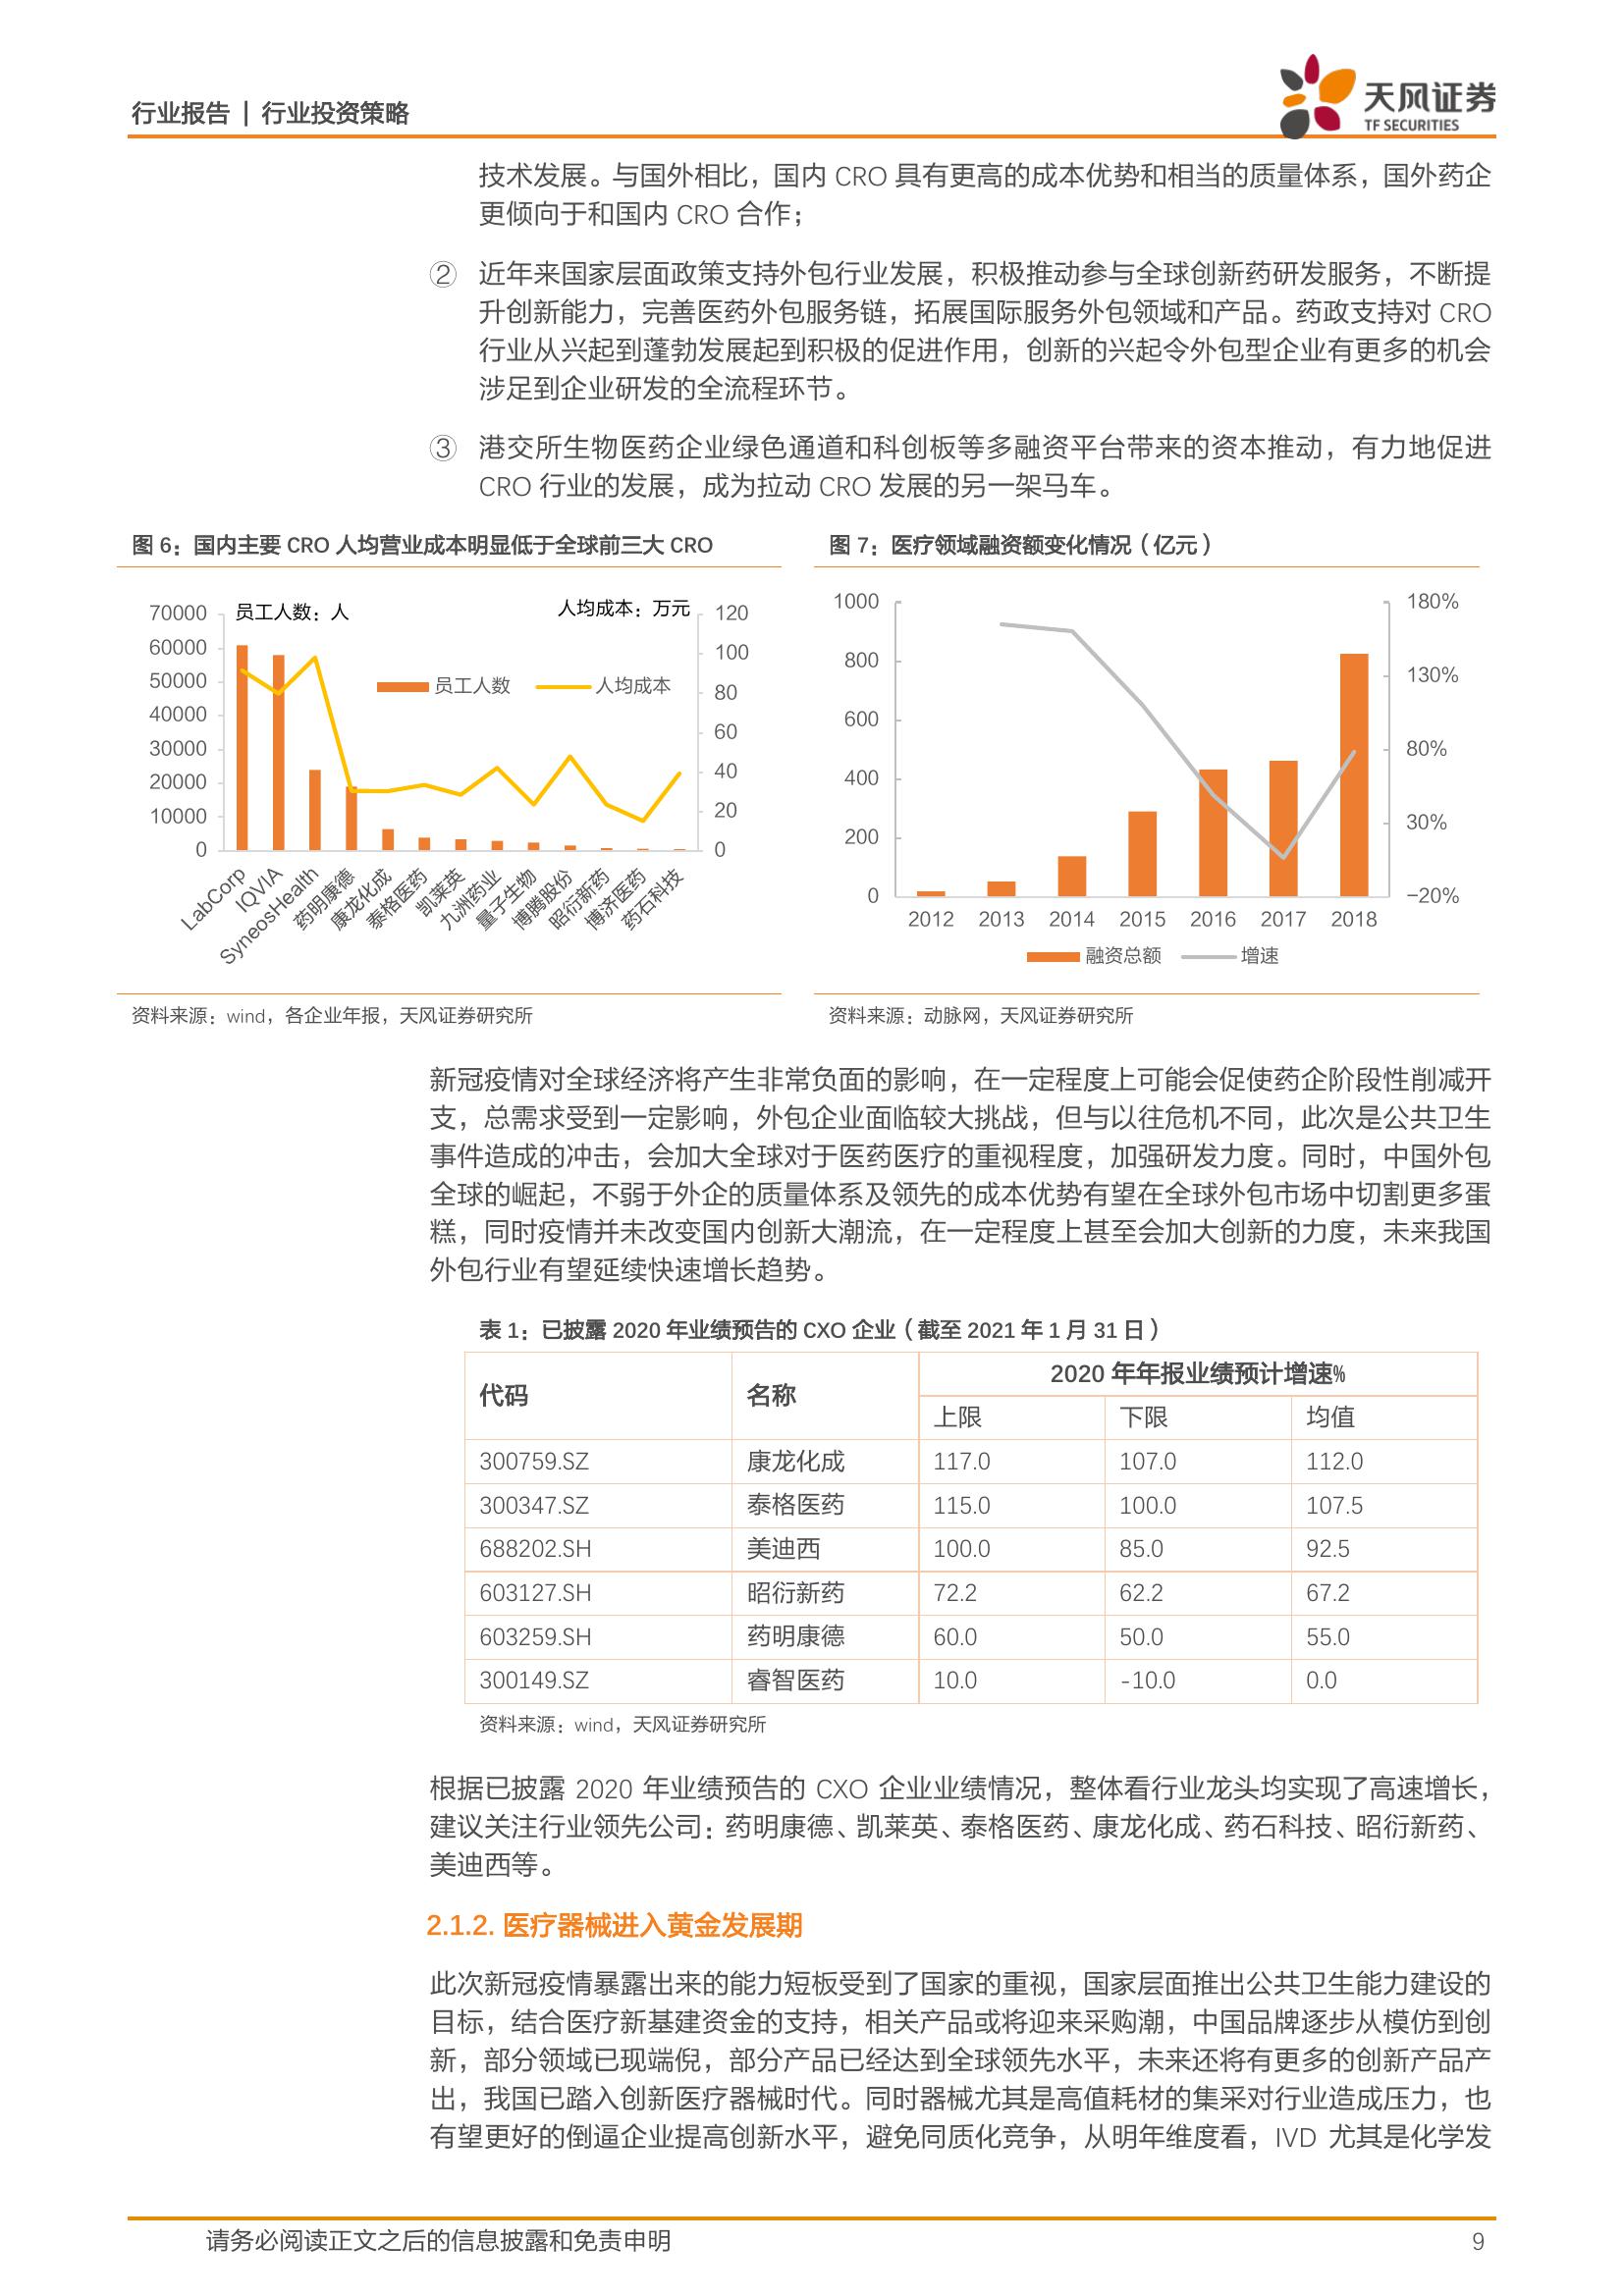 行业报告 | 行业投资策略
天风证券
TF SECURITIES
技术发展。与国外相比，国内 CRO 具有更高的成本优势和相当的质量体系，国外药企
更倾向于和国内 CRO 合作；
② 近年来国家层面政策支持外包行业发展，积极推动参与全球创新药研发服务，不断提
升创新能力，完善医药外包服务链，拓展国际服务外包领域和产品。药政支持对 CRO
行业从兴起到蓬勃发展起到积极的促进作用，创新的兴起令外包型企业有更多的机会
涉足到企业研发的全流程环节。
③ 港交所生物医药企业绿色通道和科创板等多融资平台带来的资本推动，有力地促进
CRO 行业的发展，成为拉动 CRO 发展的另一架马车。
图 6：国内主要 CRO 人均营业成本明显低于全球前三大 CRO
员工人数：人
人均成本：万元
70000
60000
50000
40000
30000
20000
10000
0
120
100
80
60
40
20
0
员工人数
人均成本
LabCorp
IQVIA
SyneosHealth
药明康德
康龙化成
泰格医药
凯莱英
九洲药业
量子生物
博腾股份
昭衍新药
博济医药
药石科技
资料来源：wind，各企业年报，天风证券研究所
图 7：医疗领域融资额变化情况（亿元）
1000
800
600
400
200
0
180%
130%
80%
30%
-20%
2012 2013 2014 2015 2016 2017 2018
融资总额 增速
资料来源：动脉网，天风证券研究所
新冠疫情对全球经济将产生非常负面的影响，在一定程度上可能会促使药企阶段性削减开
支，总需求受到一定影响，外包企业面临较大挑战，但与以往危机不同，此次是公共卫生
事件造成的冲击，会加大全球对于医药医疗的重视程度，加强研发力度。同时，中国外包
全球的崛起，不弱于外企的质量体系及领先的成本优势有望在全球外包市场中切割更多蛋
糕，同时疫情并未改变国内创新大潮流，在一定程度上甚至会加大创新的力度，未来我国
外包行业有望延续快速增长趋势。
表 1：已披露 2020 年业绩预告的 CXO 企业（截至 2021 年 1 月 31 日）
代码 名称 2020 年年报业绩预计增速%
上限 下限 均值
300759.SZ 康龙化成 117.0 107.0 112.0
300347.SZ 泰格医药 115.0 100.0 107.5
688202.SH 美迪西 100.0 85.0 92.5
603127.SH 昭衍新药 72.2 62.2 67.2
603259.SH 药明康德 60.0 50.0 55.0
300149.SZ 睿智医药 10.0 -10.0 0.0
资料来源：wind，天风证券研究所
根据已披露 2020 年业绩预告的 CXO 企业业绩情况，整体看行业龙头均实现了高速增长，
建议关注行业领先公司：药明康德、凯莱英、泰格医药、康龙化成、药石科技、昭衍新药、
美迪西等。
2.1.2. 医疗器械进入黄金发展期
此次新冠疫情暴露出来的能力短板受到了国家的重视，国家层面推出公共卫生能力建设的
目标，结合医疗新基建资金的支持，相关产品或将迎来采购潮，中国品牌逐步从模仿到创
新，部分领域已现端倪，部分产品已经达到全球领先水平，未来还将有更多的创新产品产
出，我国已踏入创新医疗器械时代。同时器械尤其是高值耗材的集采对行业造成压力，也
有望更好的倒逼企业提高创新水平，避免同质化竞争，从明年维度看，IVD 尤其是化学发
请务必阅读正文之后的信息披露和免责申明
9